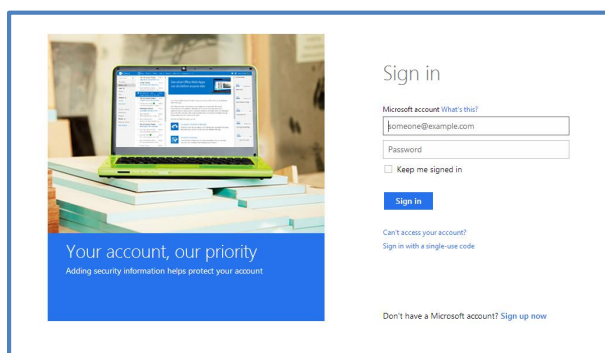 Your account, our priority
Adding security information helps protect your account
Sign in
Microsoft account What's this?
someone@example.com
Password
Keep me signed in
Sign in
Can't access your account?
Sign in with a single-use code
Don't have a Microsoft account? Sign up now